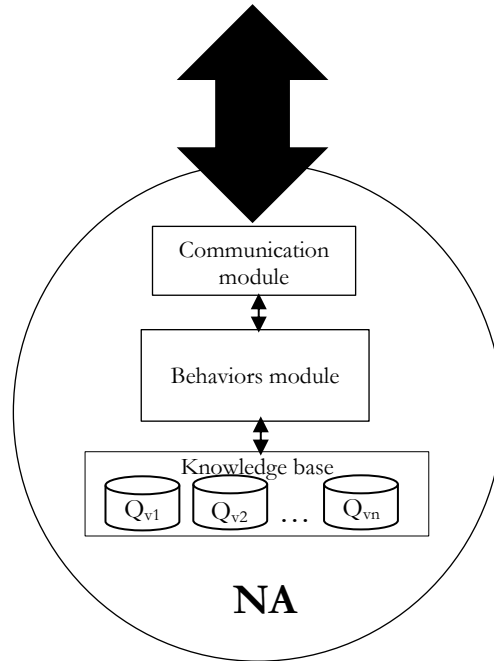 Communication
module
Behaviors module
Knowledge base
Qv1 Qv2 … Qvn
NA